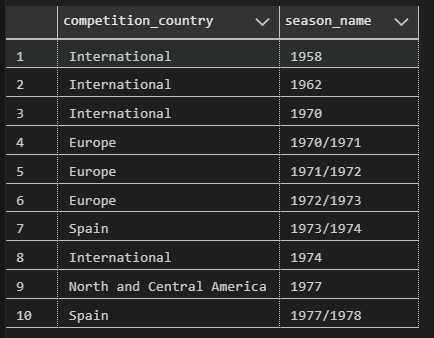 competition_country season_name
1 International 1958
2 International 1962
3 International 1970
4 Europe 1970/1971
5 Europe 1971/1972
6 Europe 1972/1973
7 Spain 1973/1974
8 International 1974
9 North and Central America 1977
10 Spain 1977/1978